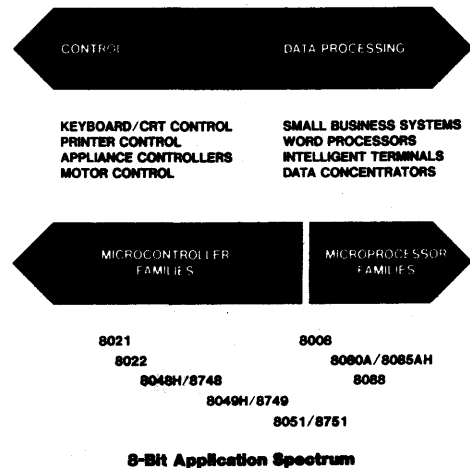 CONTROL DATA PROCESSING
KEYBOARD/CRT CONTROL
PRINTER CONTROL
APPLIANCE CONTROLLERS
MOTOR CONTROL
SMALL BUSINESS SYSTEMS
WORD PROCESSORS
INTELLIGENT TERMINALS
DATA CONCENTRATORS
MICROCONTROLLER
FAMILIES
MICROPROCESSOR
FAMILIES
8021
8022
8048H/8748
8049H/8749
8051/8751
8008
8080A/8085AH
8088
8-Bit Application Spectrum